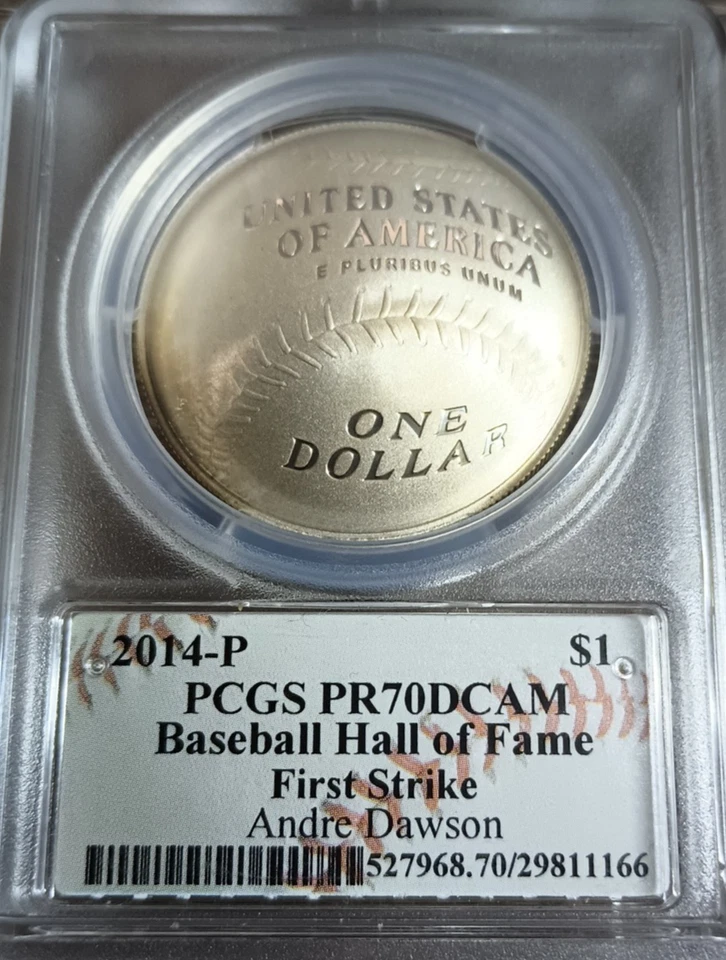 UNITED STATES
OF AMERICA
E PLURIBUS UNUM
ONE
DOLLAR
2014-P $1
PCGS PR70DCAM
Baseball Hall of Fame
First Strike
Andre Dawson
527968.70/29811166